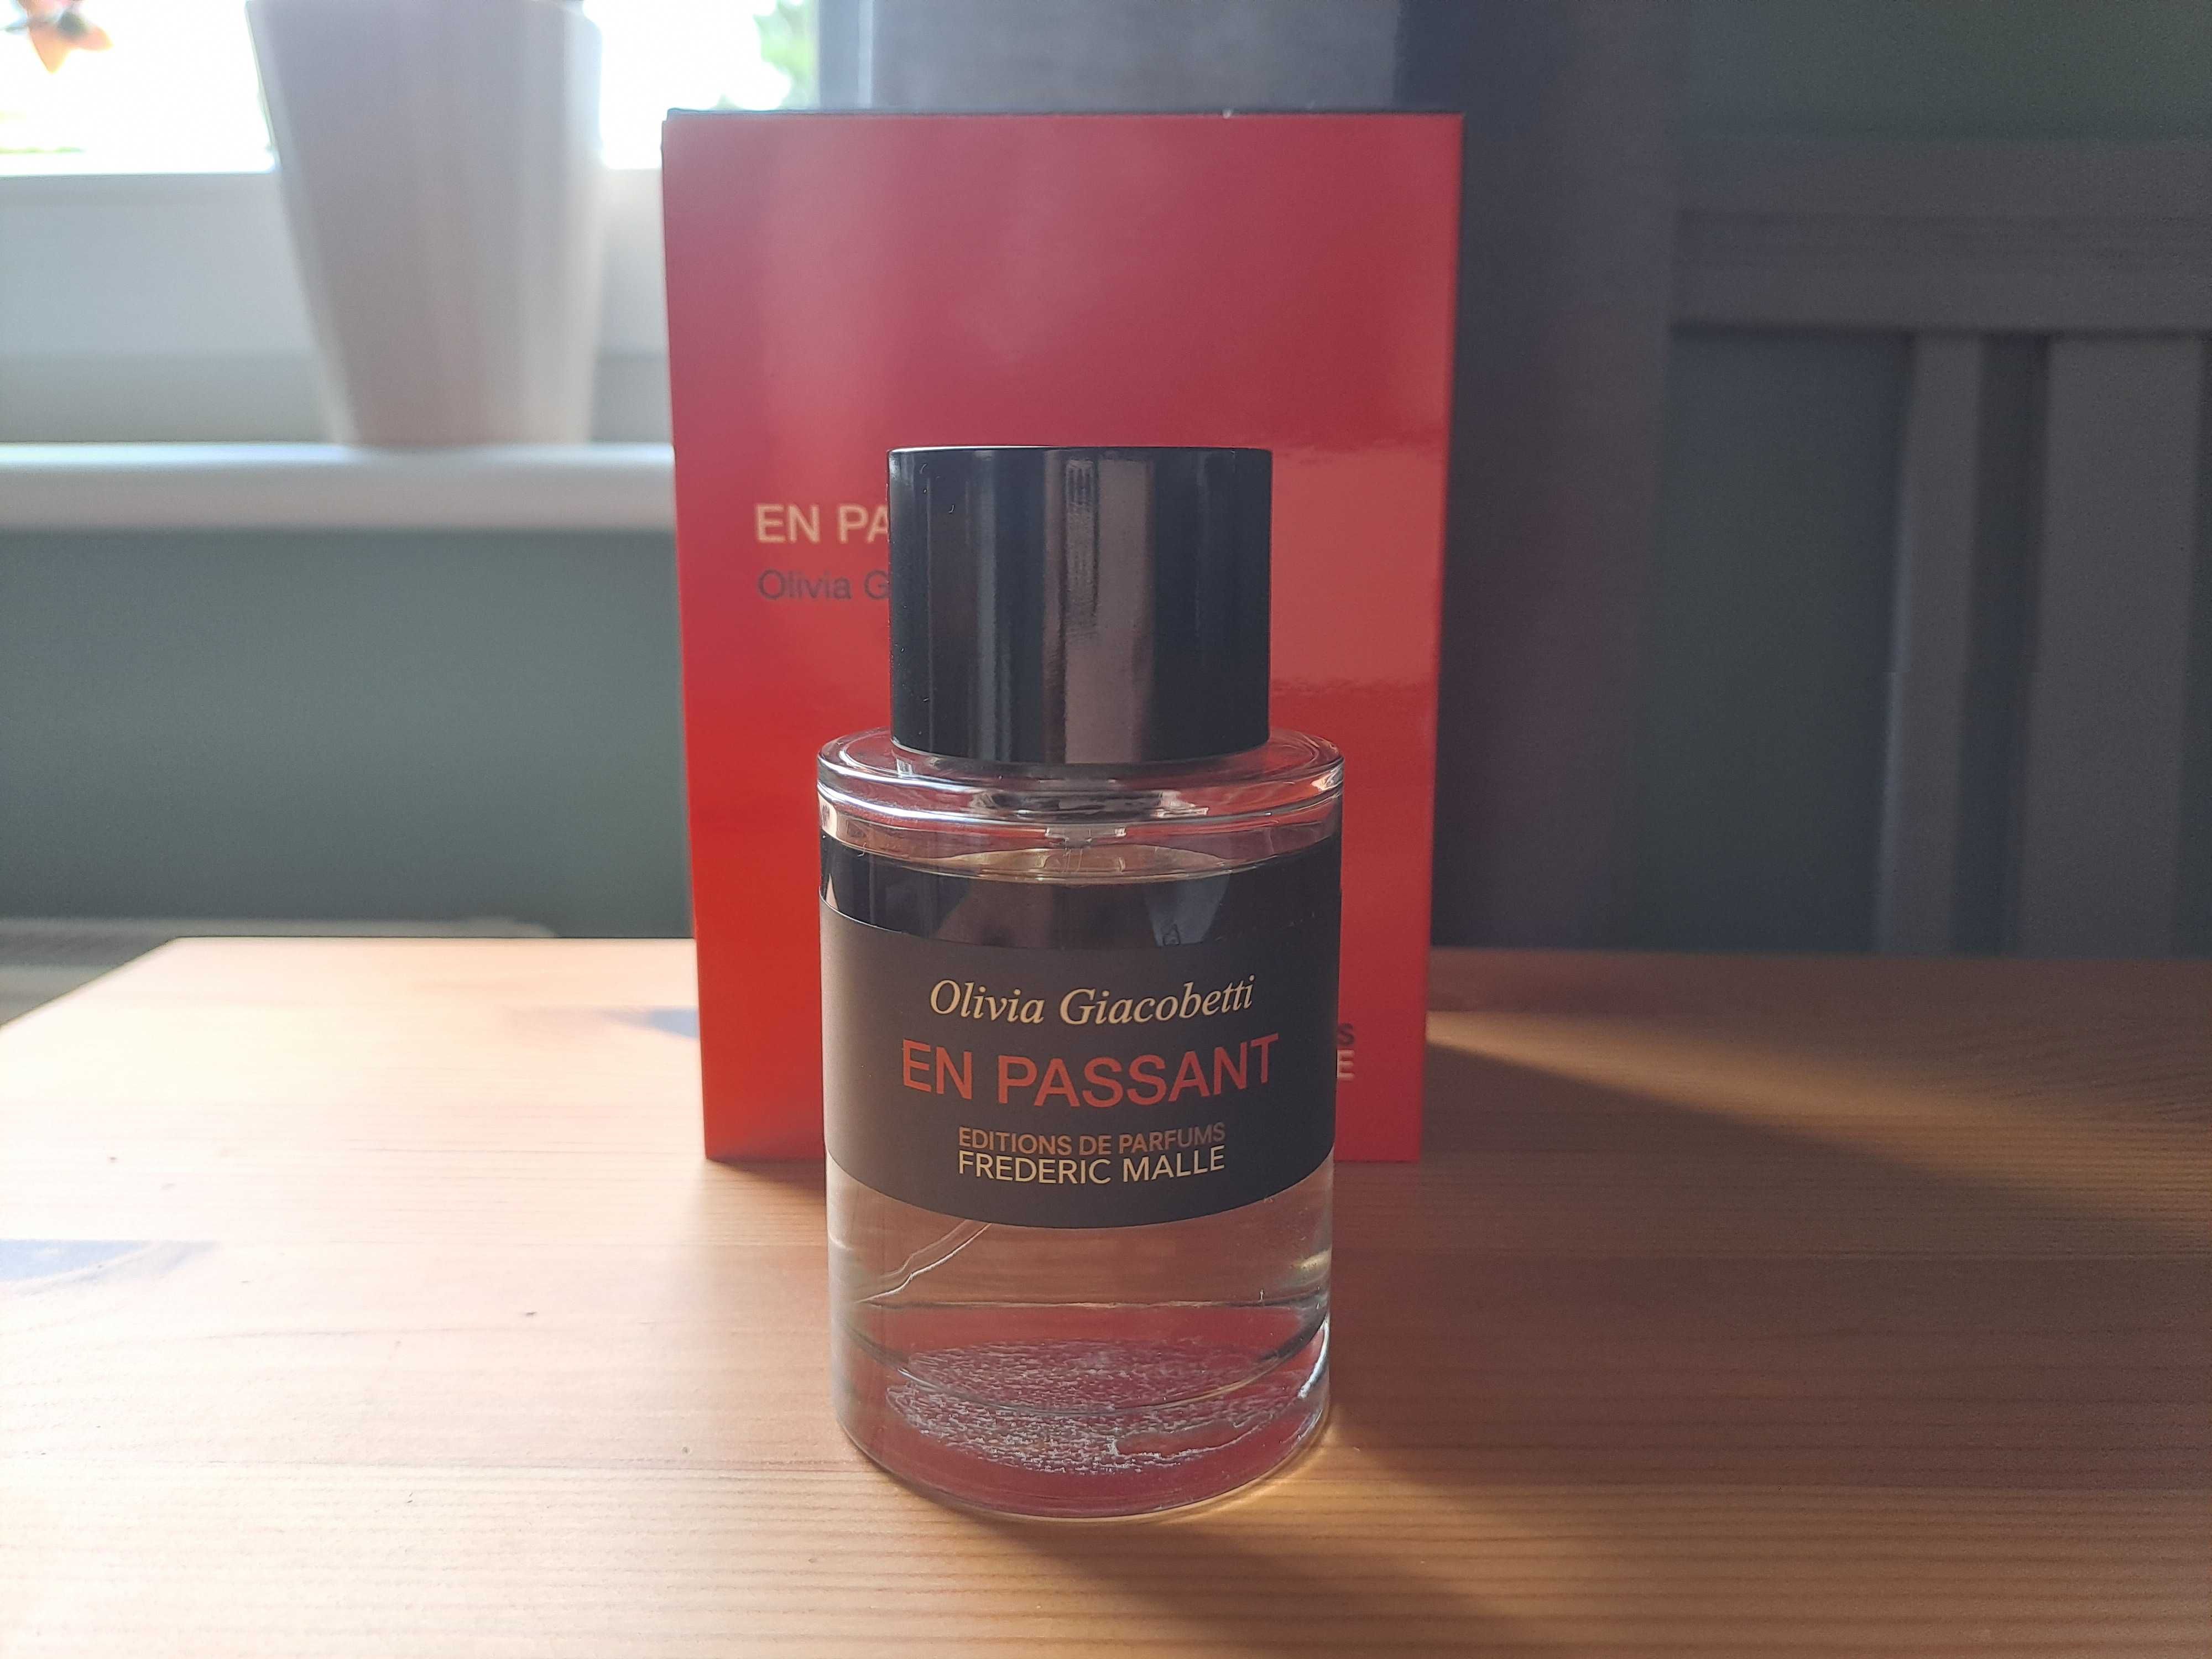 EN PA
Olivia G
Olivia Giacobetti
EN PASSANT
EDITIONS DE PARFUMS
FREDERIC MALLE
S
E